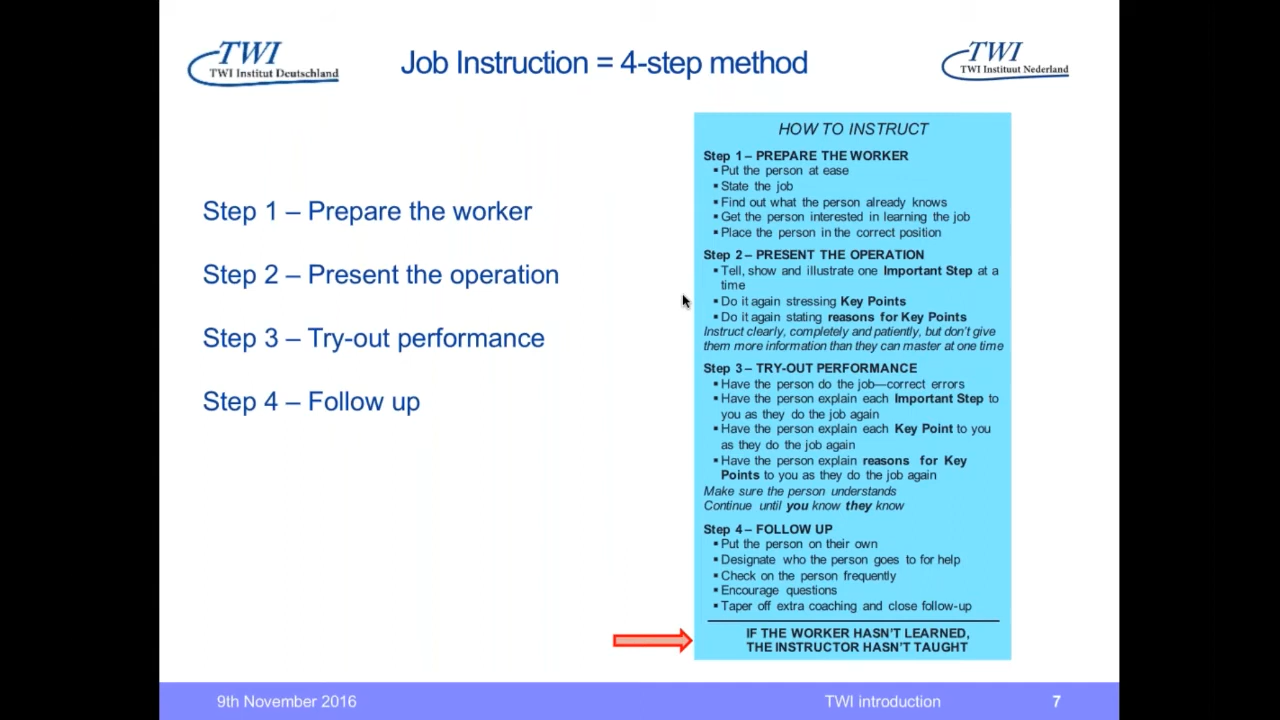 TWI
TWI Institut Deutschland
Job Instruction = 4-step method
TWI
TWI Instituut Nederland
Step 1 – Prepare the worker
Step 2 – Present the operation
Step 3 – Try-out performance
Step 4 – Follow up
HOW TO INSTRUCT
Step 1 – PREPARE THE WORKER
▪ Put the person at ease
▪ State the job
▪ Find out what the person already knows
▪ Get the person interested in learning the job
▪ Place the person in the correct position
Step 2 – PRESENT THE OPERATION
▪ Tell, show and illustrate one Important Step at a
time
▪ Do it again stressing Key Points
▪ Do it again stating reasons for Key Points
Instruct clearly, completely and patiently, but don't give
them more information than they can master at one time
Step 3 – TRY-OUT PERFORMANCE
▪ Have the person do the job—correct errors
▪ Have the person explain each Important Step to
you as they do the job again
▪ Have the person explain each Key Point to you
as they do the job again
▪ Have the person explain reasons for Key
Points to you as they do the job again
Make sure the person understands
Continue until you know they know
Step 4 – FOLLOW UP
▪ Put the person on their own
▪ Designate who the person goes to for help
▪ Check on the person frequently
▪ Encourage questions
▪ Taper off extra coaching and close follow-up
IF THE WORKER HASN'T LEARNED,
THE INSTRUCTOR HASN'T TAUGHT
9th November 2016
TWI introduction
7